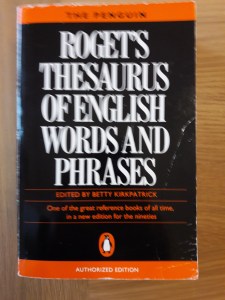 THE PENGUIN
ROGET'S
THESAURUS
OF ENGLISH
WORDS AND
PHRASES
EDITED BY BETTY KIRKPATRICK
One of the great reference books of all time,
in a new edition for the nineties
AUTHORIZED EDITION